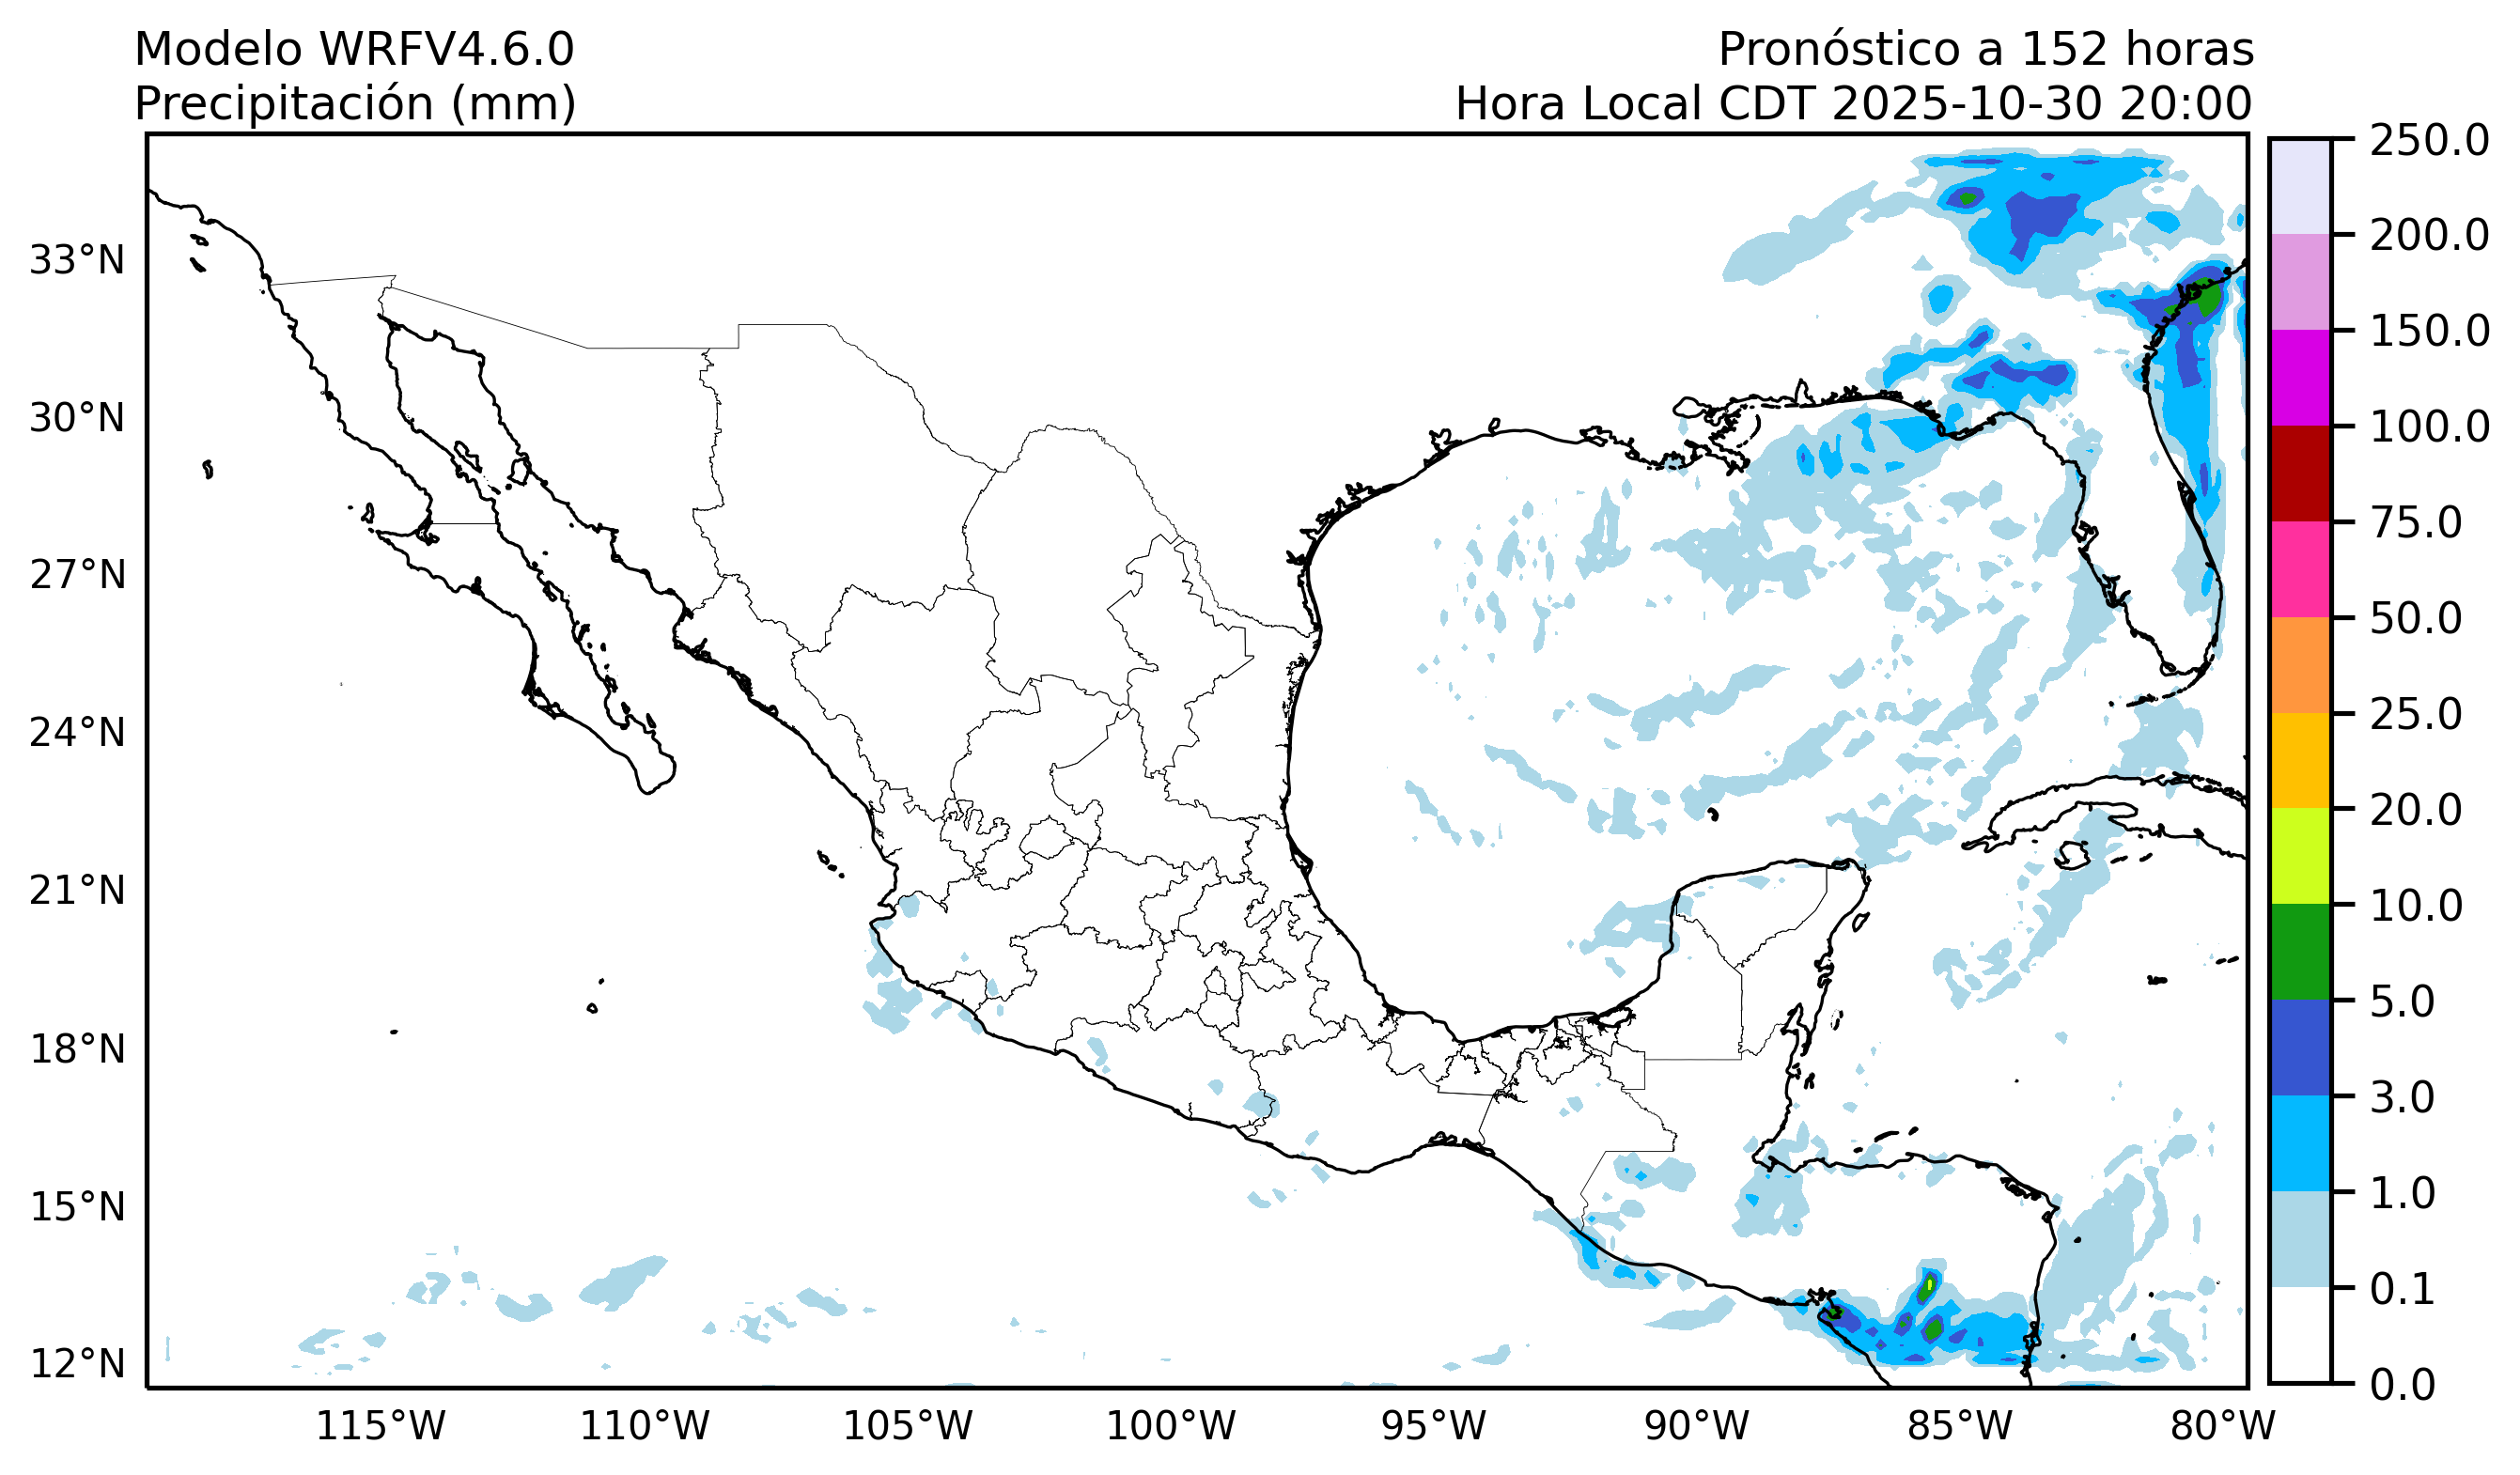 Modelo WRFV4.6.0
Precipitación (mm)
Pronóstico a 152 horas
Hora Local CDT 2025-10-30 20:00
33°N
30°N
27°N
24°N
21°N
18°N
15°N
12°N
115°W
110°W
105°W
100°W
95°W
90°W
85°W
80°W
250.0
200.0
150.0
100.0
75.0
50.0
25.0
20.0
10.0
5.0
3.0
1.0
0.1
0.0